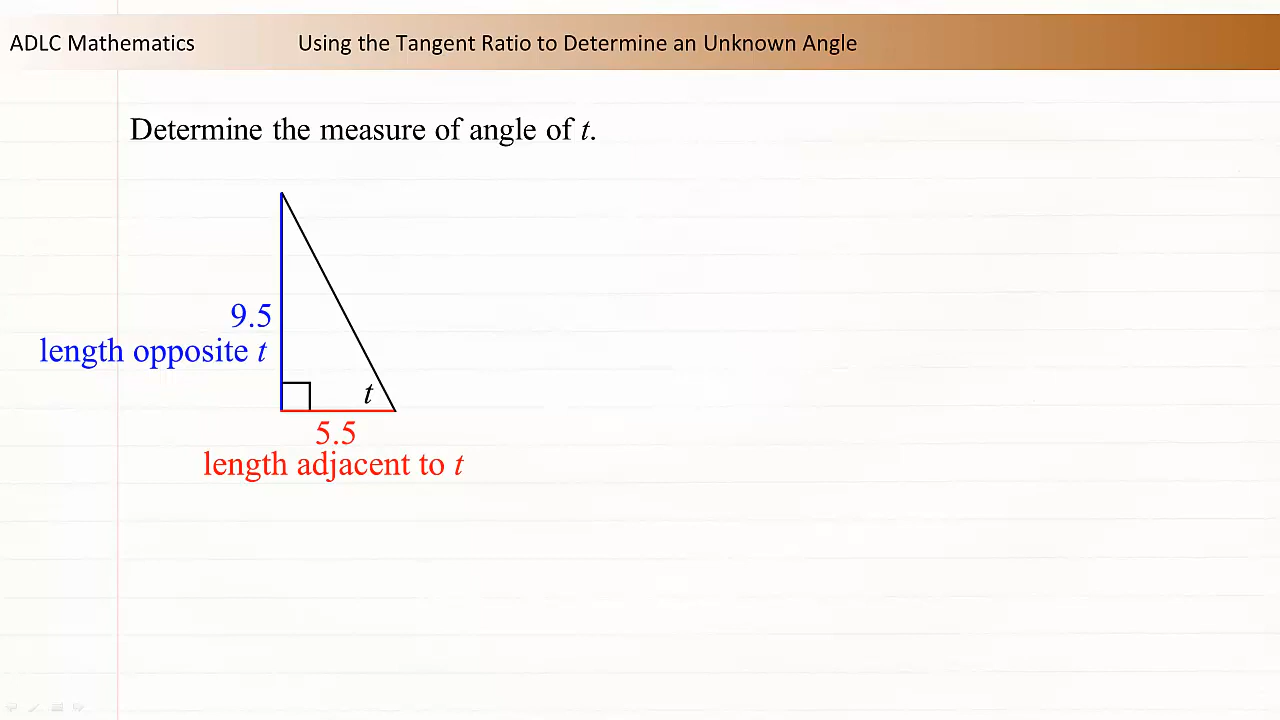 ADLC Mathematics
Using the Tangent Ratio to Determine an Unknown Angle
Determine the measure of angle of t.
9.5
length opposite t
t
5.5
length adjacent to t